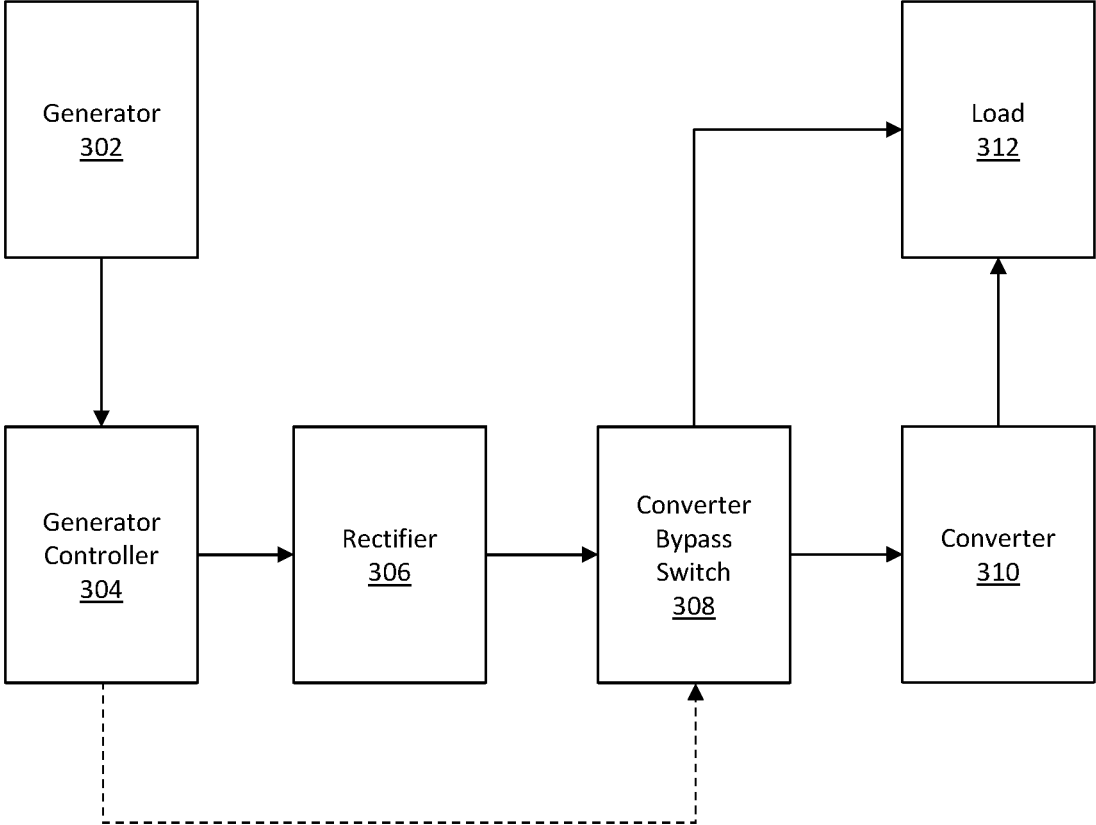 Generator
302
Load
312
Generator
Controller
304
Rectifier
306
Converter
Bypass
Switch
308
Converter
310